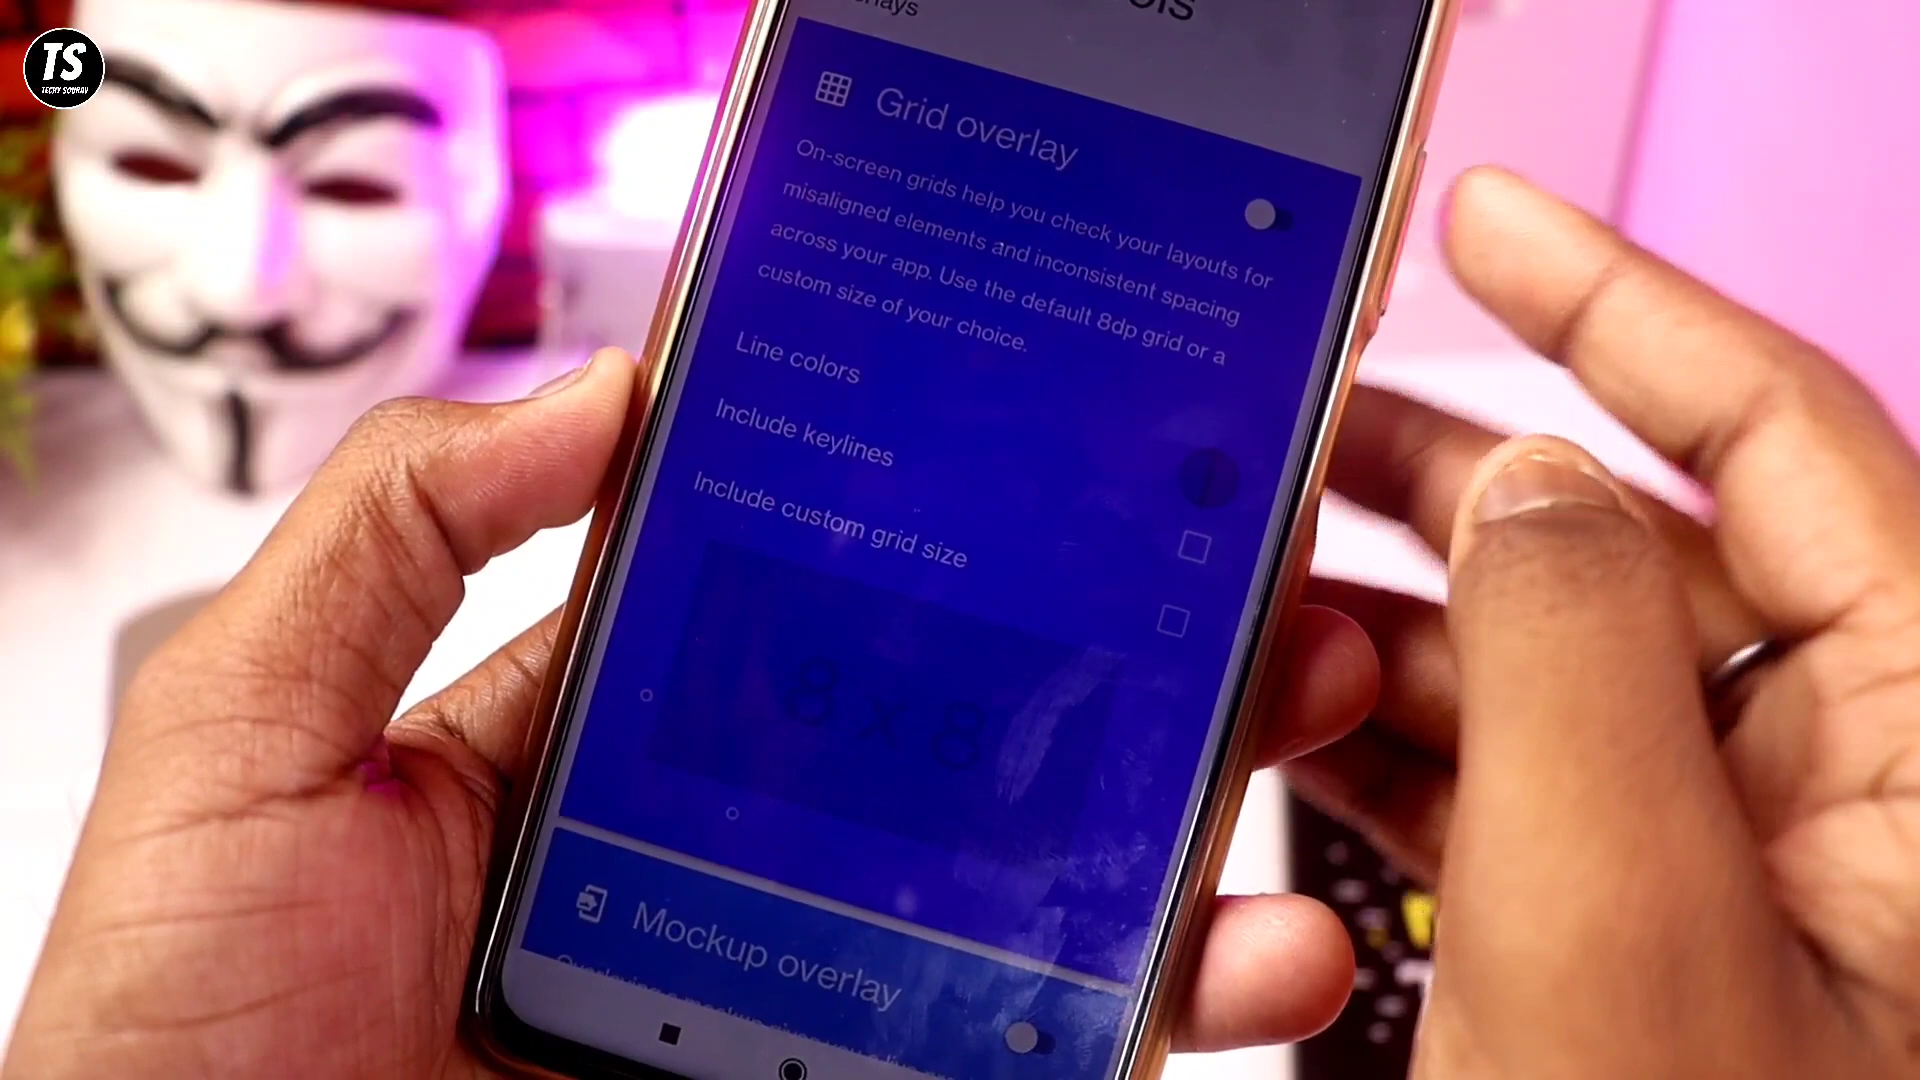 TS
TECHY SOURAV
Grid overlay
On-screen grids help you check your layouts for
misaligned elements and inconsistent spacing
across your app. Use the default 8dp grid or a
custom size of your choice.
Line colors
Include keylines
Include custom grid size
8 x 8
Mockup overlay